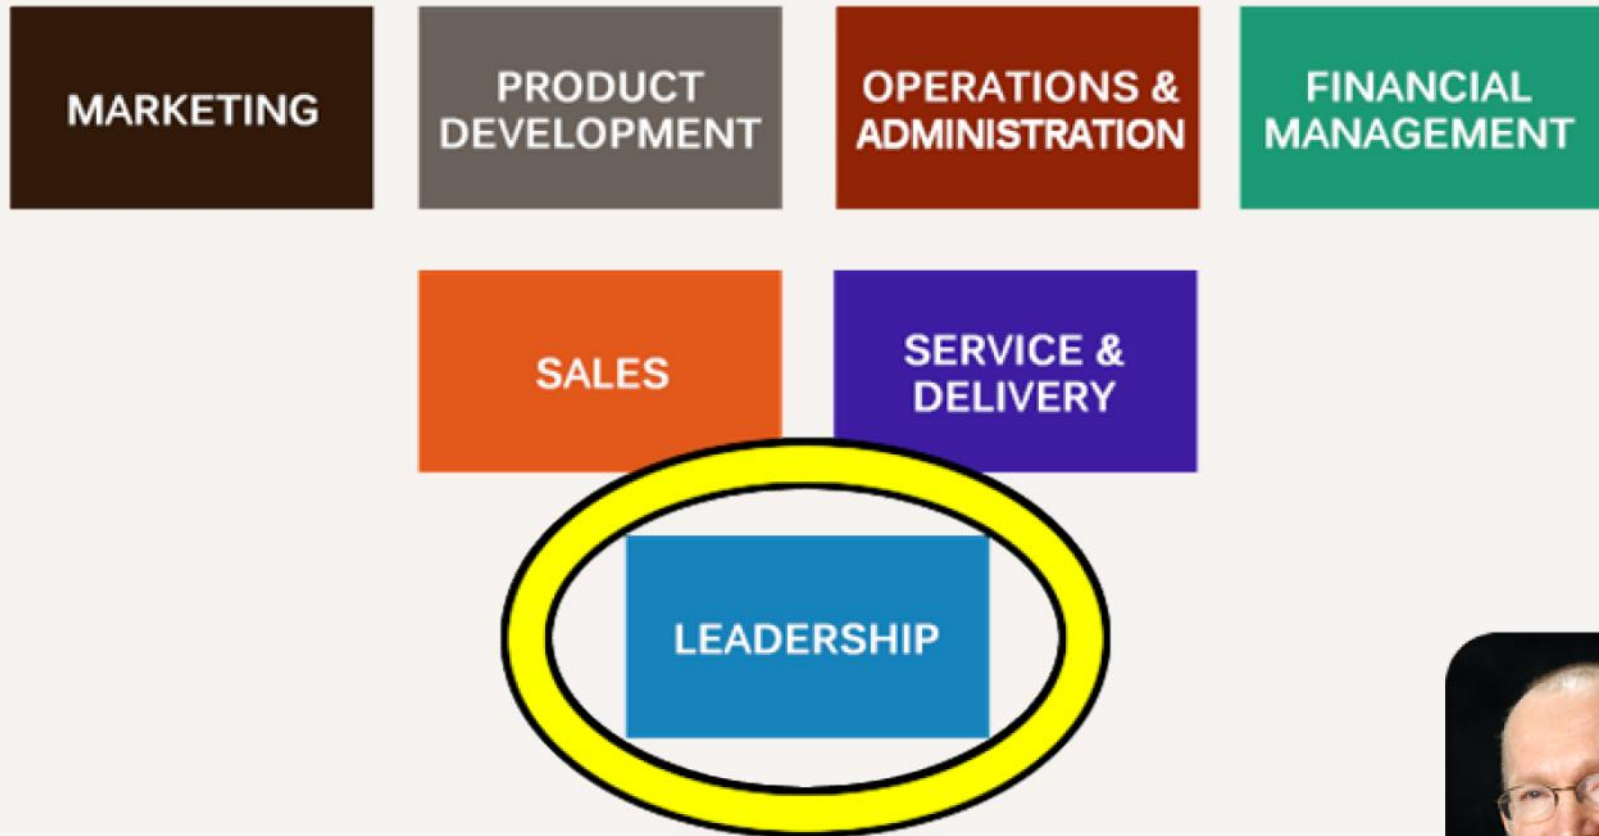 MARKETING
PRODUCT
DEVELOPMENT
OPERATIONS &
ADMINISTRATION
FINANCIAL
MANAGEMENT
SALES
SERVICE &
DELIVERY
LEADERSHIP